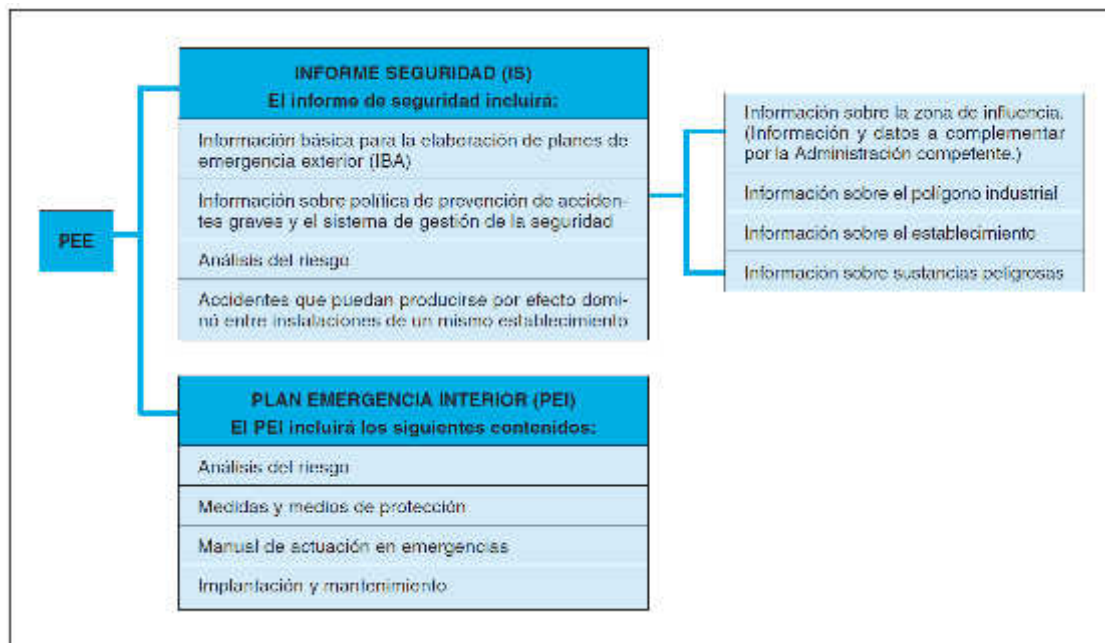 PEE
INFORME SEGURIDAD (IS)
El informe de seguridad incluirá:
Información básica para la elaboración de planes de
emergencia exterior (IBA)
Información sobre política de prevención de acciden-
tes graves y el sistema de gestión de la seguridad
Análisis del riesgo
Accidentes que puedan producirse por efecto domi-
nó entre instalaciones de un mismo establecimiento
Información sobre la zona de influencia.
(Información y datos a complementar
por la Administración competente.)
Información sobre el polígono industrial
Información sobre el establecimiento
Información sobre sustancias peligrosas
PLAN EMERGENCIA INTERIOR (PEI)
El PEI incluirá los siguientes contenidos:
Análisis del riesgo
Medidas y medios de protección
Manual de actuación en emergencias
Implantación y mantenimiento